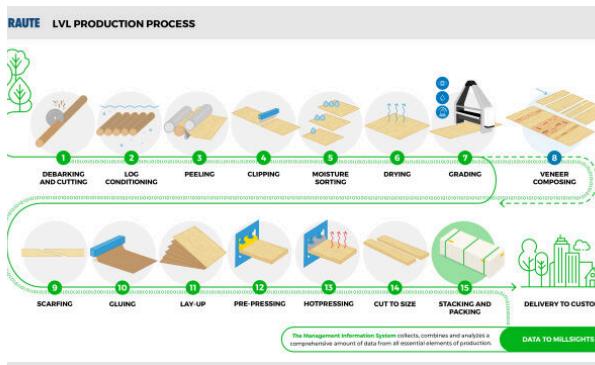 RAUTE LVL PRODUCTION PROCESS
1
2
3
4
5
6
7
8
DEBARKING
AND CUTTING
LOG
CONDITIONING
PEELING
CLIPPING
MOISTURE
SORTING
DRYING
GRADING
VENEER
COMPOSING
9
10
11
12
13
14
15
SCARFING
GLUING
LAY-UP
PRE-PRESSING
HOTPRESSING
CUT TO SIZE
STACKING AND
PACKING
DELIVERY TO CUSTO
The Management Information System collects, combines and analyzes a
comprehensive amount of data from all essential elements of production.
DATA TO MILLSIGHTS